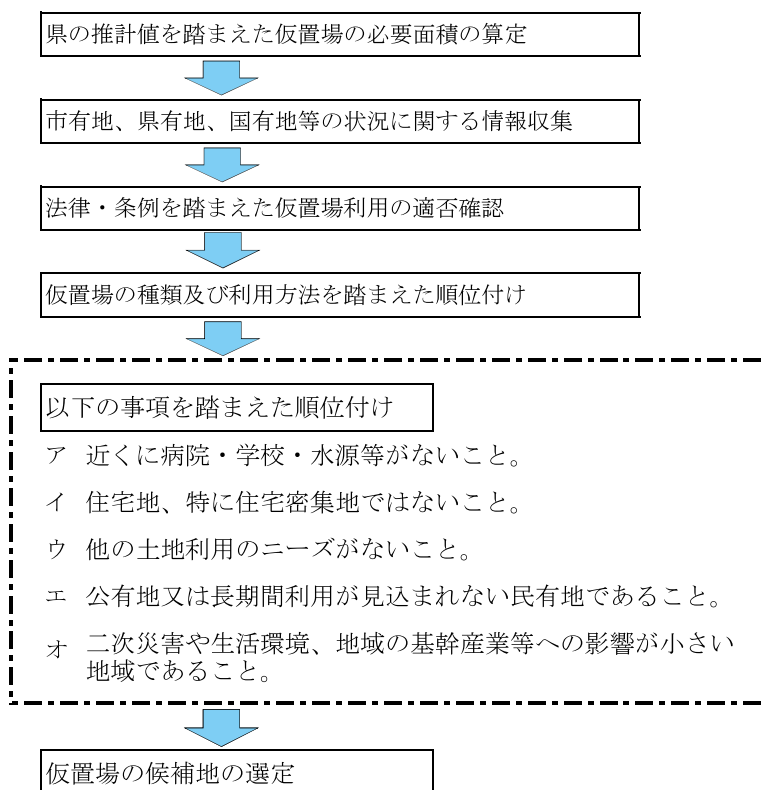 県の推計値を踏まえた仮置場の必要面積の算定
市有地、県有地、国有地等の状況に関する情報収集
法律・条例を踏まえた仮置場利用の適否確認
仮置場の種類及び利用方法を踏まえた順位付け
以下の事項を踏まえた順位付け
ア 近くに病院・学校・水源等がないこと。
イ 住宅地、特に住宅密集地ではないこと。
ウ 他の土地利用のニーズがないこと。
エ 公有地又は長期間利用が見込まれない民有地であること。
オ 二次災害や生活環境、地域の基幹産業等への影響が小さい
地域であること。
仮置場の候補地の選定